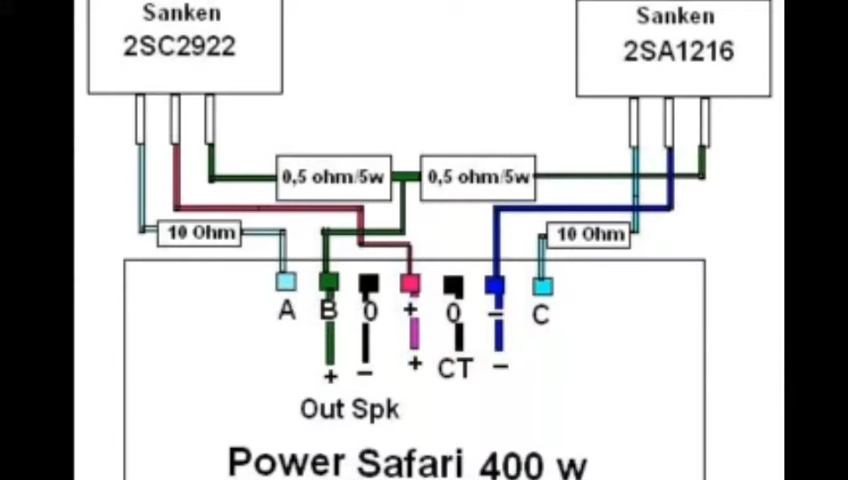 Sanken
2SC2922
Sanken
2SA1216
0,5 ohm/5w
0,5 ohm/5w
10 Ohm
10 Ohm
A B 0 + 0 - C
+ - + CT -
Out Spk
Power Safari 400 w